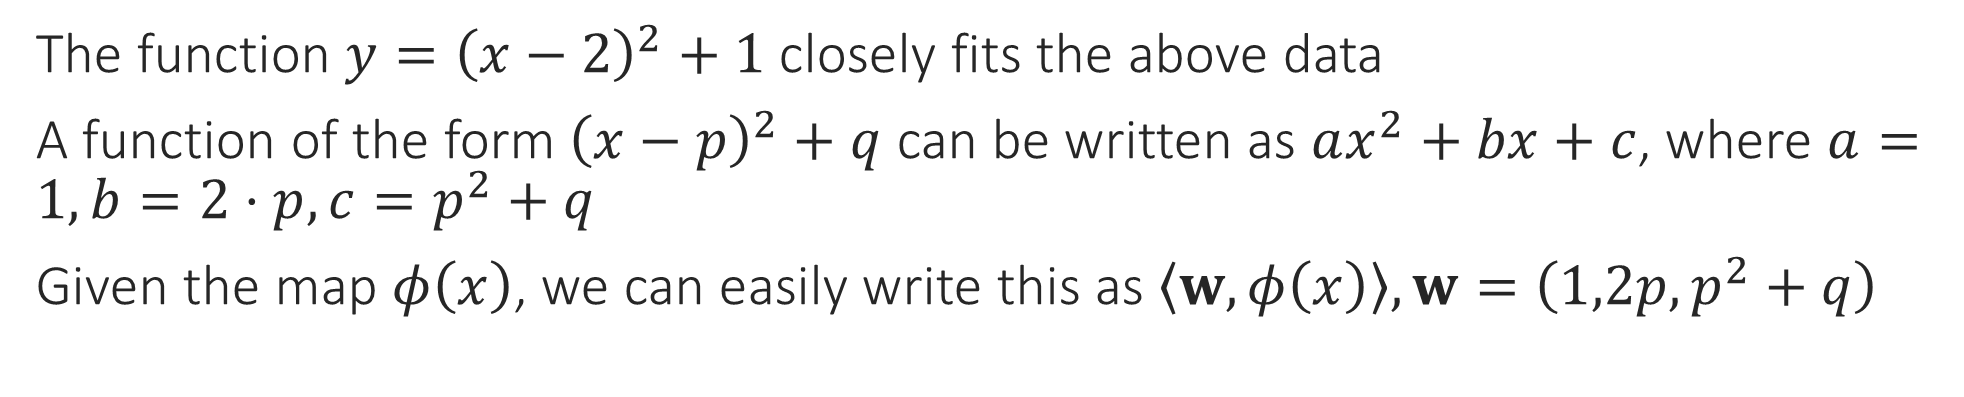 The function y = (x − 2)² + 1 closely fits the above data
A function of the form (x − p)² + q can be written as ax² + bx + c, where a =
1, b = 2 · p, c = p² + q
Given the map ϕ(x), we can easily write this as ⟨𝐰, ϕ(x)⟩, 𝐰 = (1,2p, p² + q)